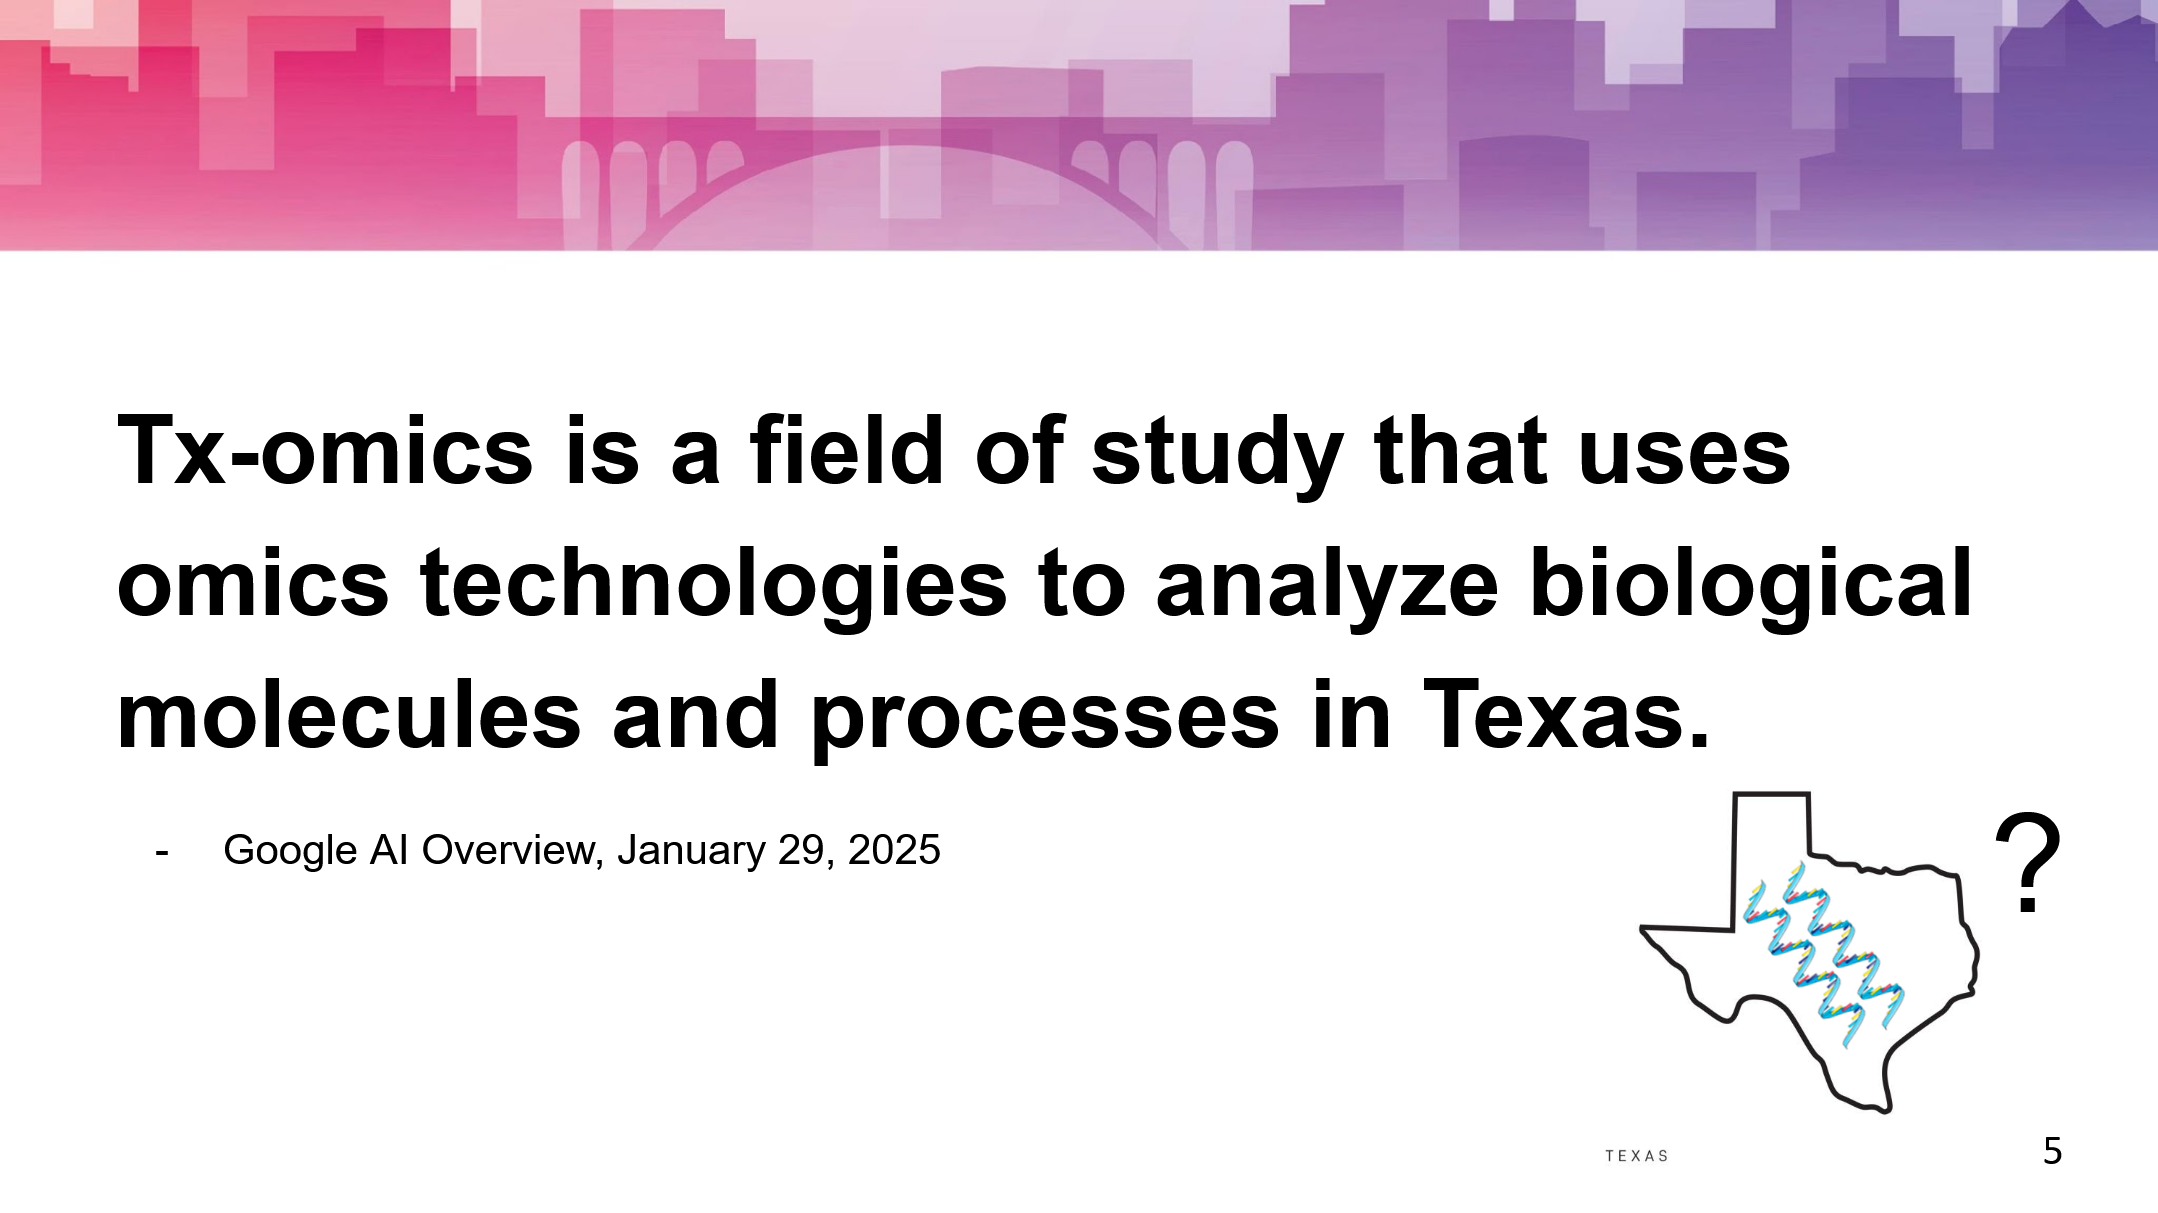 Tx-omics is a field of study that uses
omics technologies to analyze biological
molecules and processes in Texas.
- Google AI Overview, January 29, 2025
?
TEXAS
5